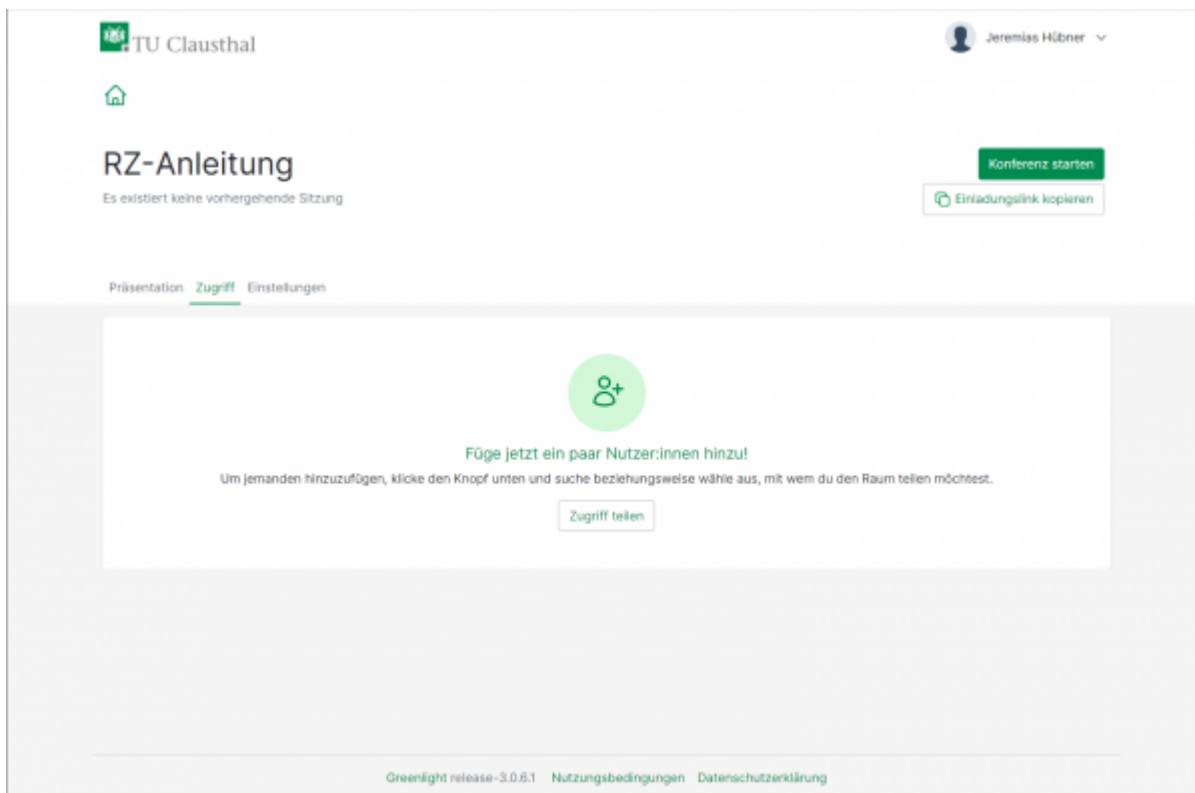 TU Clausthal
Jeremias Hübner
RZ-Anleitung
Konferenz starten
Es existiert keine vorhergehende Sitzung
Einladungslink kopieren
Präsentation Zugriff Einstellungen
Füge jetzt ein paar Nutzer:innen hinzu!
Um jemanden hinzuzufügen, klicke den Knopf unten und suche beziehungsweise wähle aus, mit wem du den Raum teilen möchtest.
Zugriff teilen
Greenlight release-3.0.6.1 Nutzungsbedingungen Datenschutzerklärung